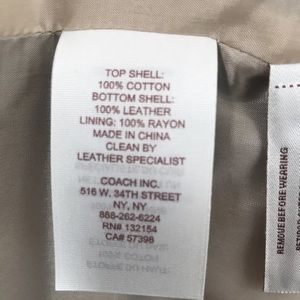 TOP SHELL:
100% COTTON
BOTTOM SHELL:
100% LEATHER
LINING: 100% RAYON
MADE IN CHINA
CLEAN BY
LEATHER SPECIALIST
COACH INC.
516 W. 34TH STREET
NY, NY
888-262-6224
RN# 132154
CA# 57398
REMOVE BEFORE WEARING